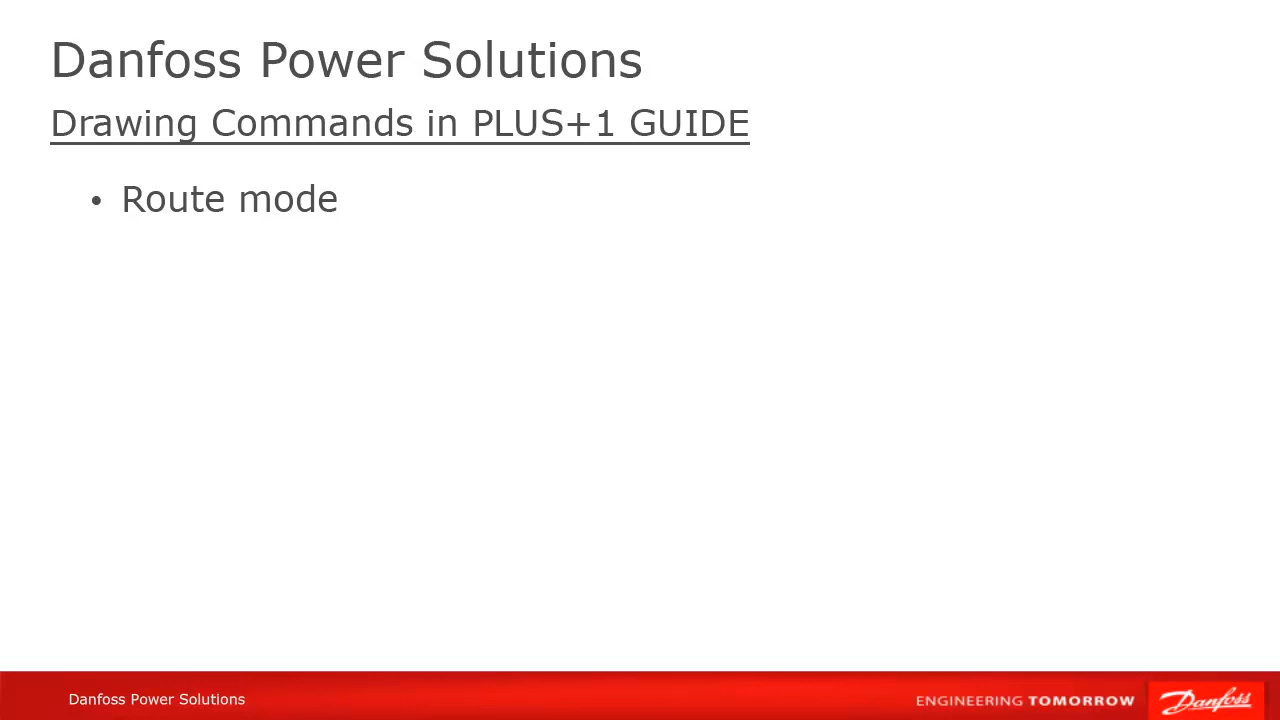 Danfoss Power Solutions
Drawing Commands in PLUS+1 GUIDE
• Route mode
Danfoss Power Solutions
ENGINEERING TOMORROW
Danfoss